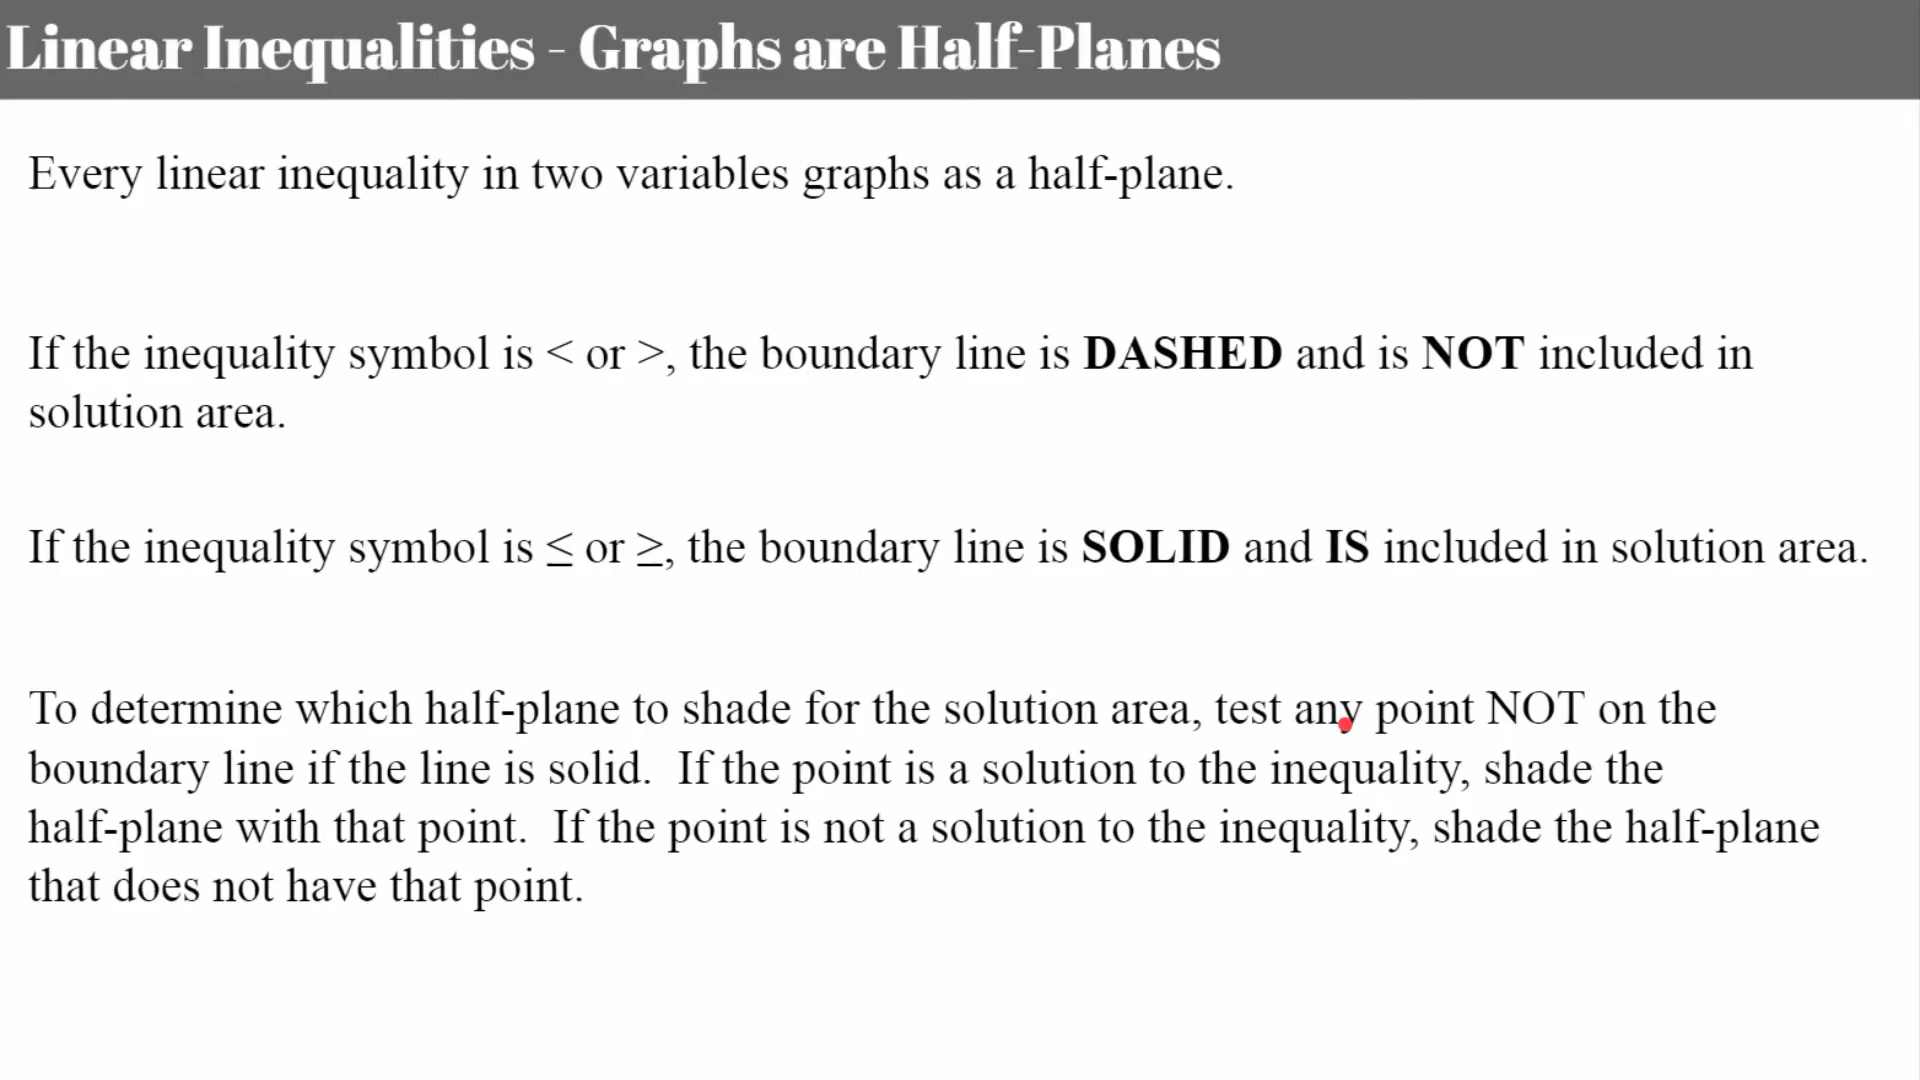 Linear Inequalities - Graphs are Half-Planes
Every linear inequality in two variables graphs as a half-plane.
If the inequality symbol is < or >, the boundary line is DASHED and is NOT included in
solution area.
If the inequality symbol is ≤ or ≥, the boundary line is SOLID and IS included in solution area.
To determine which half-plane to shade for the solution area, test any point NOT on the
boundary line if the line is solid.  If the point is a solution to the inequality, shade the
half-plane with that point.  If the point is not a solution to the inequality, shade the half-plane
that does not have that point.